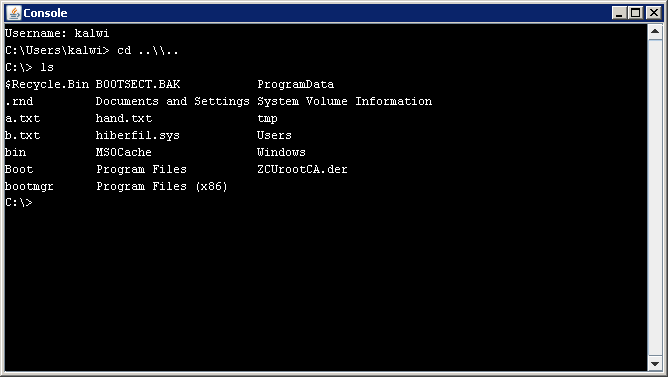 Console
Username: kalwi
C:\Users\kalwi> cd ..\\..
C:\> ls
$Recycle.Bin BOOTSECT.BAK ProgramData
.rnd Documents and Settings System Volume Information
a.txt hand.txt tmp
b.txt hiberfil.sys Users
bin MSOCache Windows
Boot Program Files ZCUrootCA.der
bootmgr Program Files (x86)
C:\>